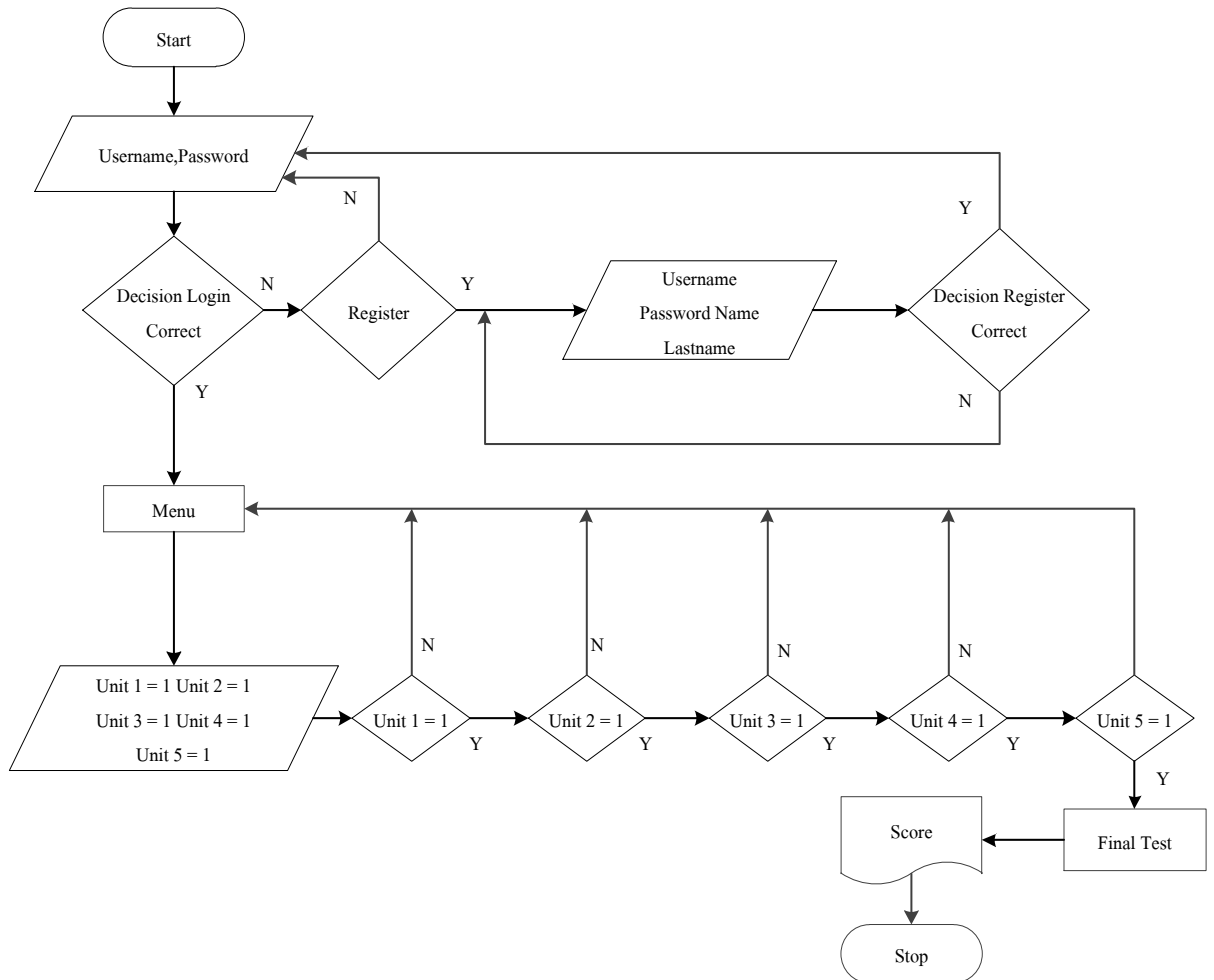 Start
Username,Password
N
Y
Decision Login
Correct
N
Register
Y
Username
Password Name
Lastname
Decision Register
Correct
Y
N
Menu
N
N
N
N
Unit 1 = 1 Unit 2 = 1
Unit 3 = 1 Unit 4 = 1
Unit 5 = 1
Unit 1 = 1
Y
Unit 2 = 1
Y
Unit 3 = 1
Y
Unit 4 = 1
Y
Unit 5 = 1
Y
Score
Final Test
Stop